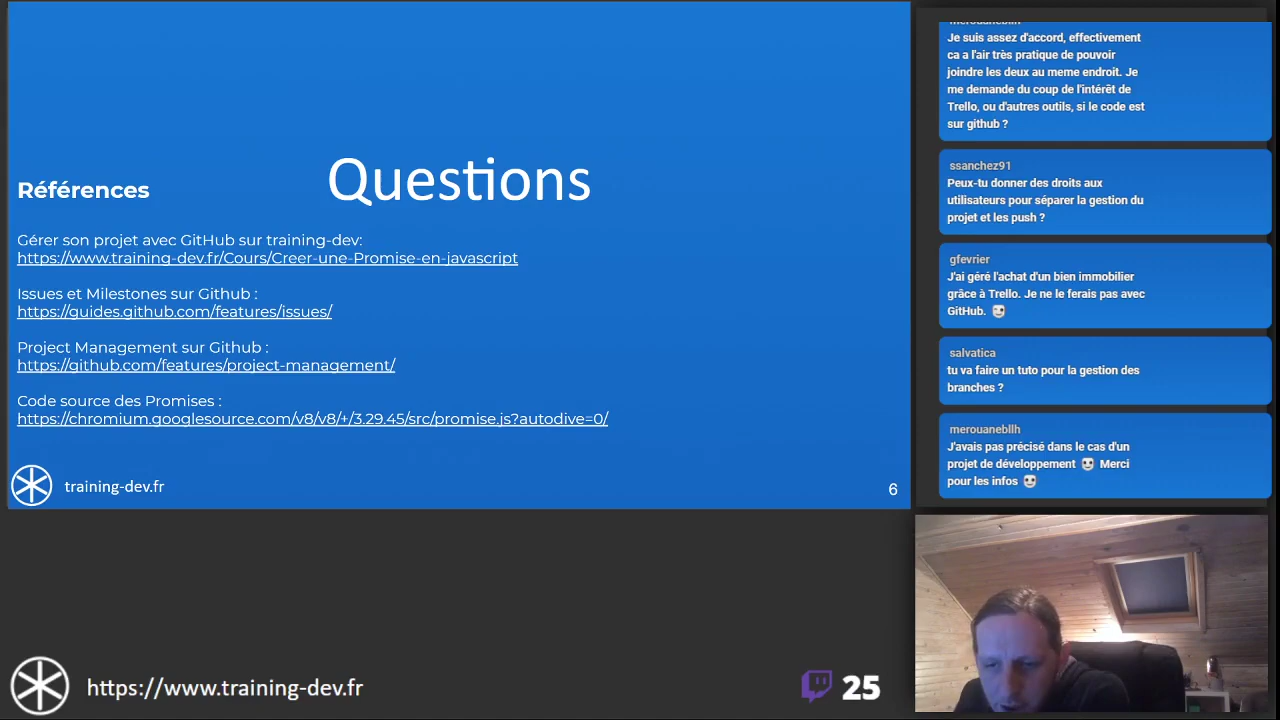 Questions
Références
Gérer son projet avec GitHub sur training-dev:
https://www.training-dev.fr/Cours/Creer-une-Promise-en-javascript
Issues et Milestones sur Github :
https://guides.github.com/features/issues/
Project Management sur Github :
https://github.com/features/project-management/
Code source des Promises :
https://chromium.googlesource.com/v8/v8/+/3.29.45/src/promise.js?autodive=0/
training-dev.fr
6
merouanebllh
Je suis assez d'accord, effectivement
ca a l'air très pratique de pouvoir
joindre les deux au meme endroit. Je
me demande du coup de l'intérêt de
Trello, ou d'autres outils, si le code est
sur github ?
ssanchez91
Peux-tu donner des droits aux
utilisateurs pour séparer la gestion du
projet et les push ?
gfevrier
J'ai géré l'achat d'un bien immobilier
grâce à Trello. Je ne le ferais pas avec
GitHub.
salvatica
tu va faire un tuto pour la gestion des
branches ?
merouanebllh
J'avais pas précisé dans le cas d'un
projet de développement Merci
pour les infos
https://www.training-dev.fr
25